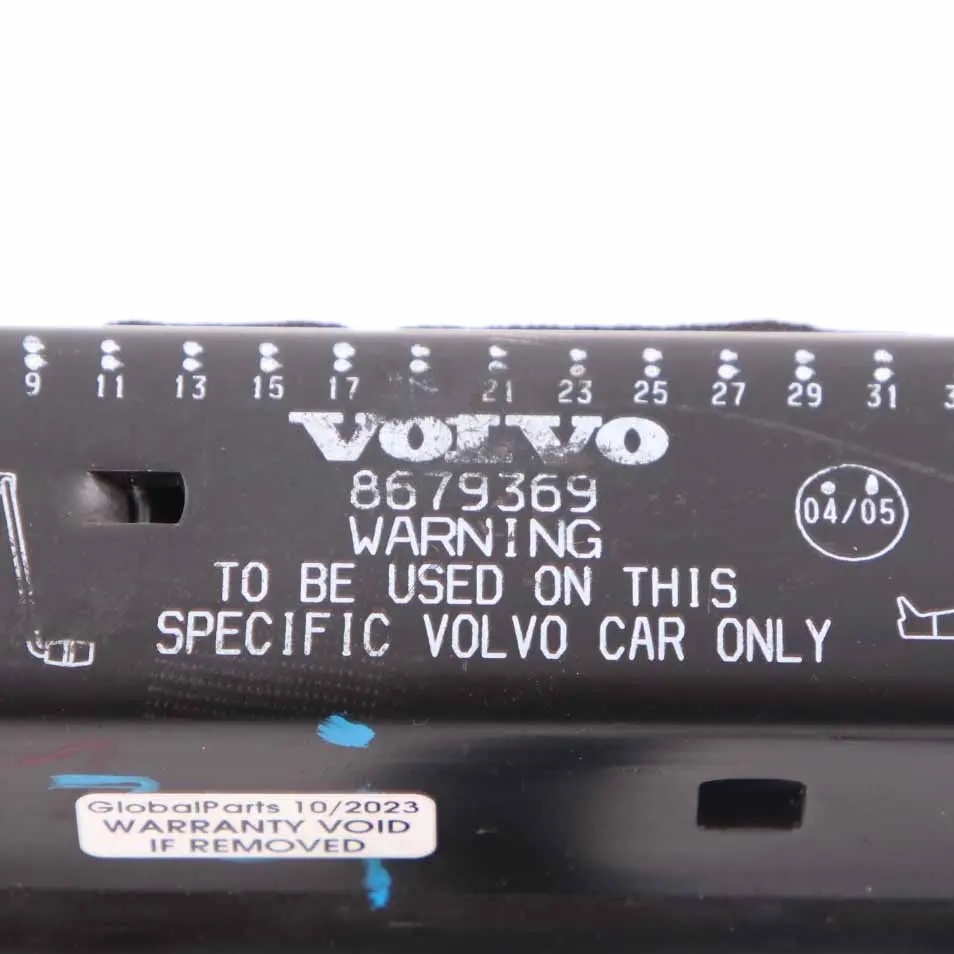 9 11 13 15 17 21 23 25 27 29 31
VOLVO
8679369
04/05
WARNING
TO BE USED ON THIS
SPECIFIC VOLVO CAR ONLY
GlobalParts 10/2023
WARRANTY VOID
IF REMOVED